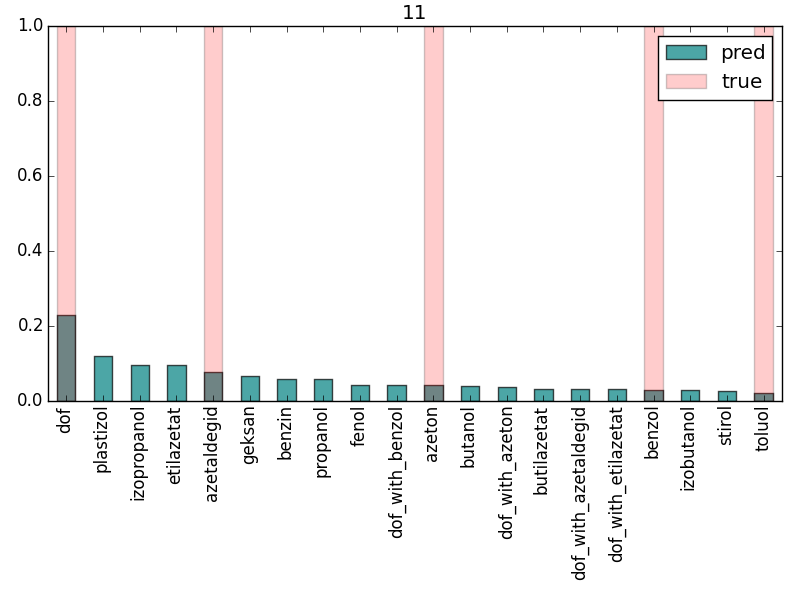 11
1.0
0.8
0.6
0.4
0.2
0.0
pred
true
dof
plastizol
izopropanol
etilazetat
azetaldegid
geksan
benzin
propanol
fenol
dof_with_benzol
azeton
butanol
dof_with_azeton
butilazetat
dof_with_azetaldegid
dof_with_etilazetat
benzol
izobutanol
stirol
toluol